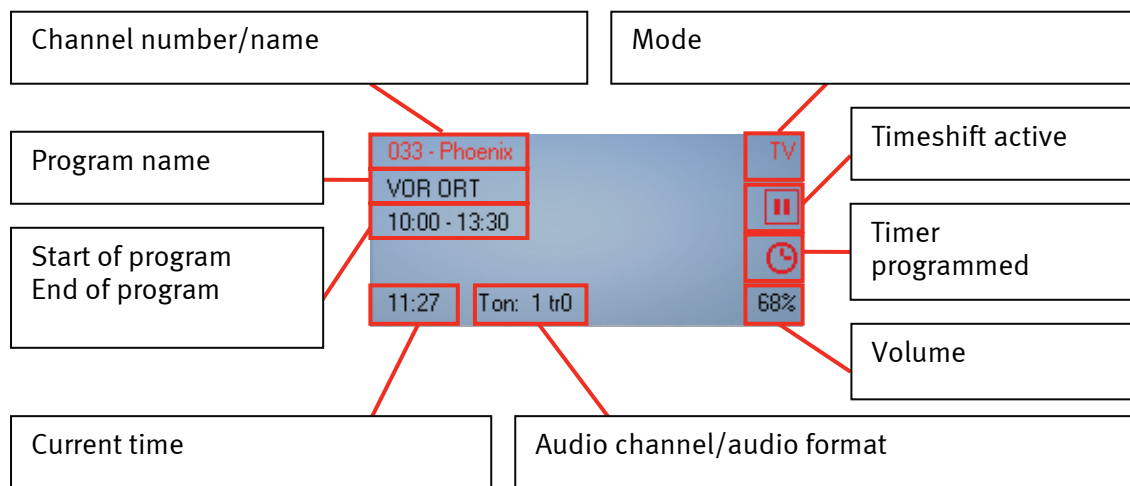 Channel number/name
Mode
Program name
Timeshift active
Start of program
End of program
Timer
programmed
033 - Phoenix
TV
VOR ORT
10:00 - 13:30
11:27
Ton: 1 tr0
68%
Volume
Current time
Audio channel/audio format